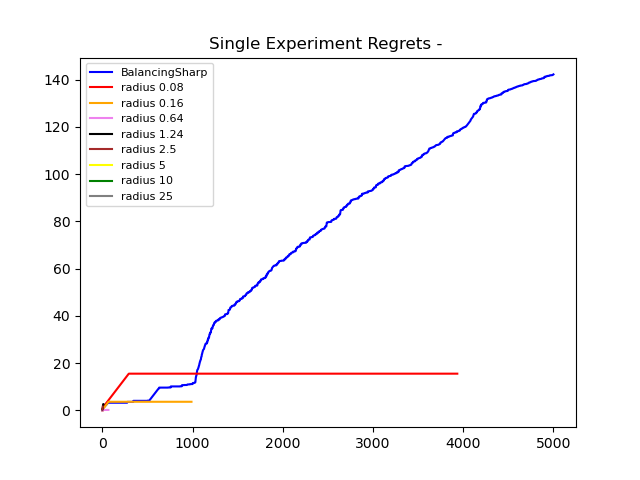 Single Experiment Regrets -
BalancingSharp
radius 0.08
radius 0.16
radius 0.64
radius 1.24
radius 2.5
radius 5
radius 10
radius 25
140
120
100
80
60
40
20
0
0 1000 2000 3000 4000 5000